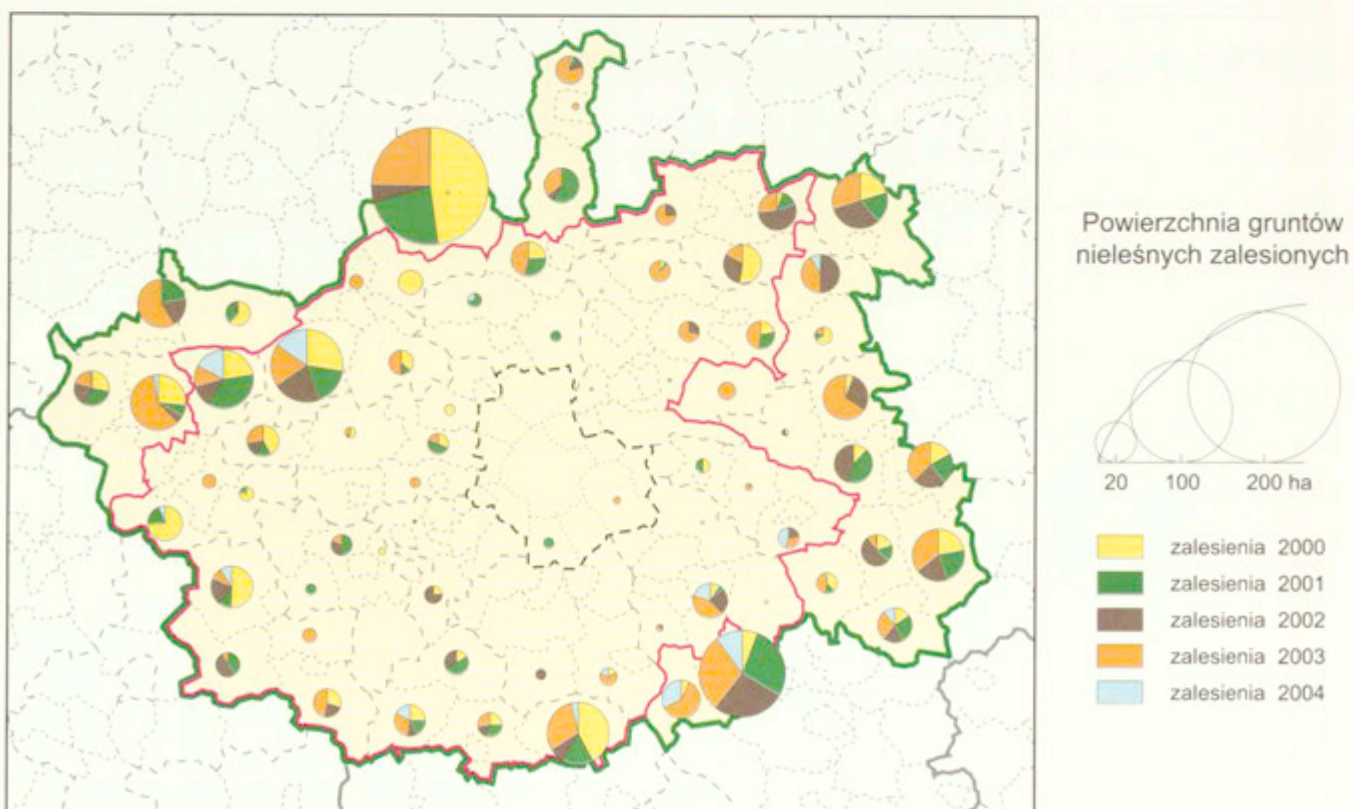 Powierzchnia gruntów
nieleśnych zalesionych
20 100 200 ha
zalesienia 2000
zalesienia 2001
zalesienia 2002
zalesienia 2003
zalesienia 2004